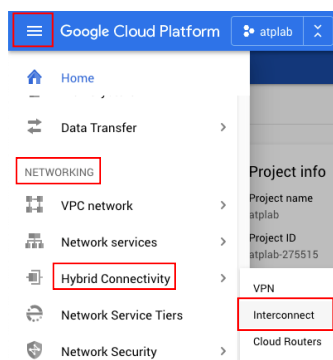 Google Cloud Platform
atplab
Home
Data Transfer
NETWORKING
VPC network
Network services
Hybrid Connectivity
Network Service Tiers
Network Security
Project info
Project name
atplab
Project ID
atplab-275515
VPN
Interconnect
Cloud Routers